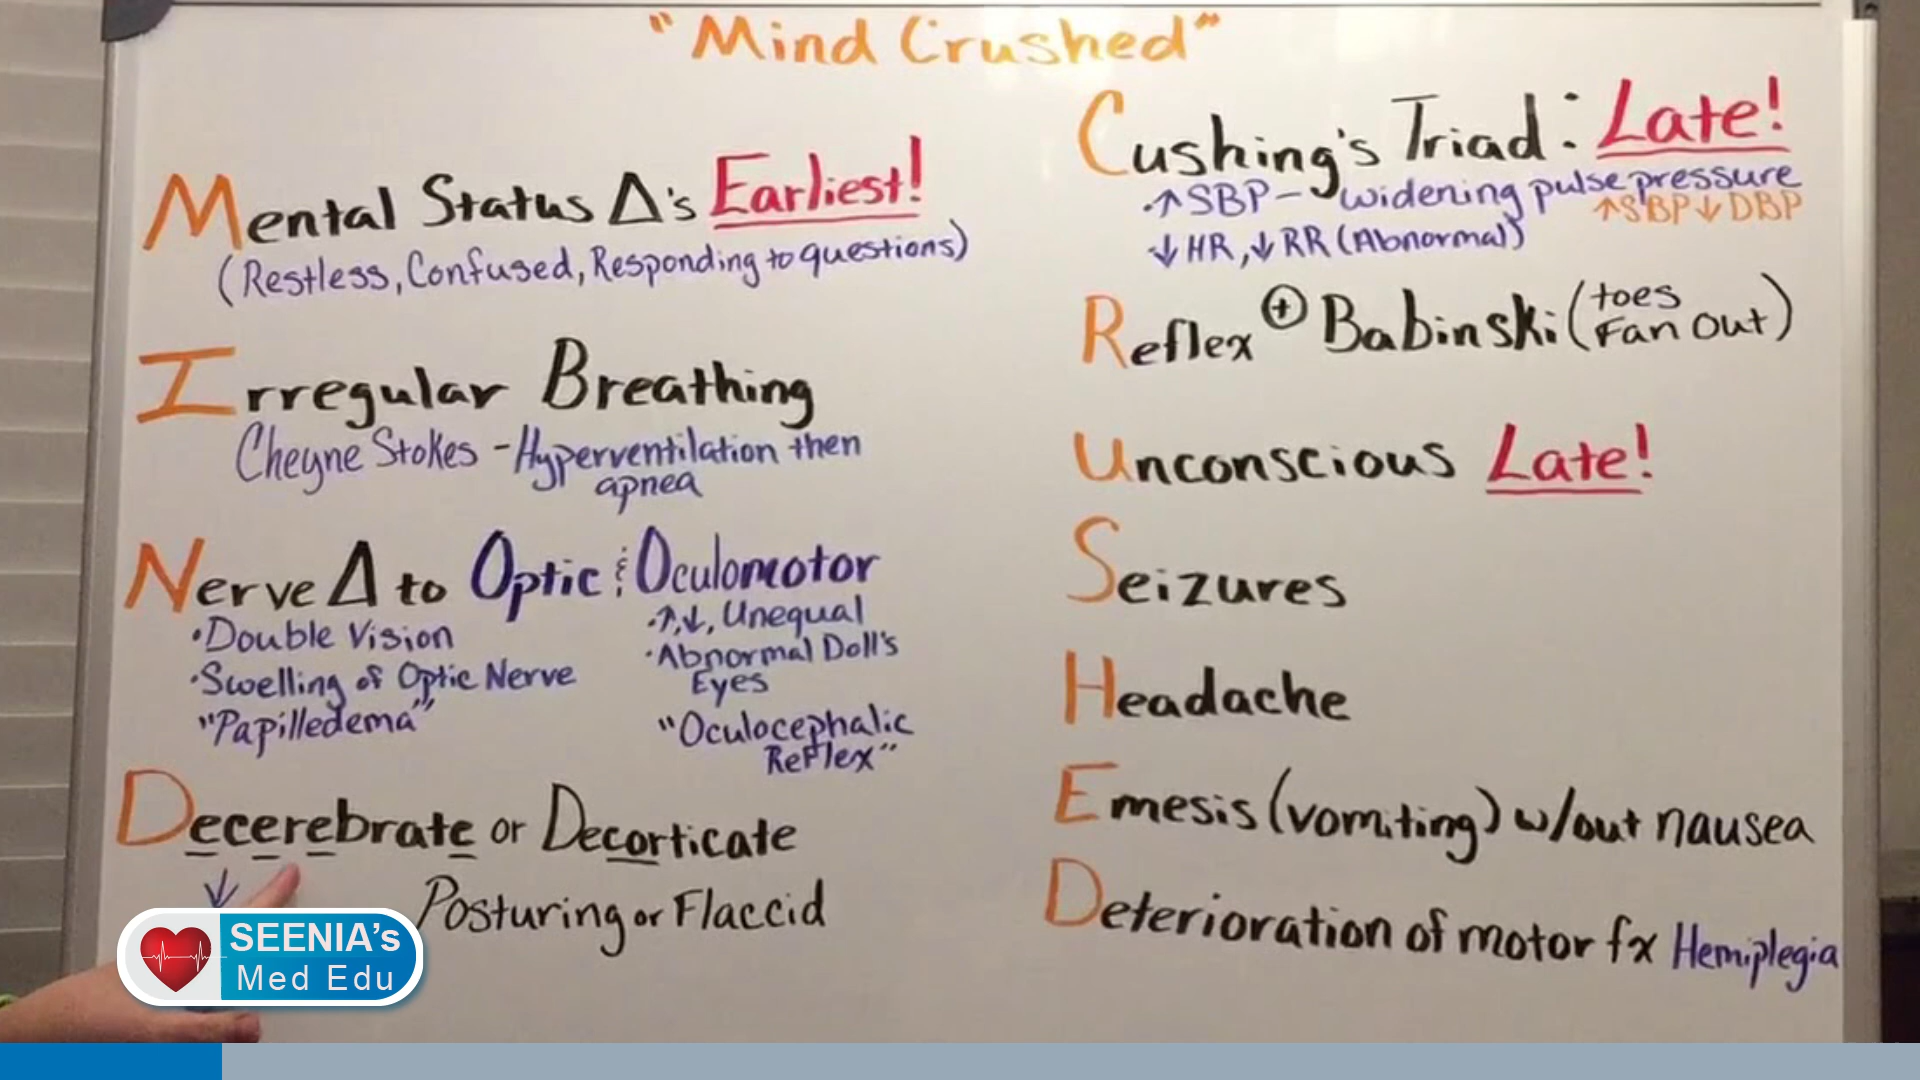 "Mind Crushed"
Mental Status Δ's Earliest!
(Restless, Confused, Responding to questions)
Irregular Breathing
Cheyne Stokes - Hyperventilation then
apnea
Nerve Δ to Optic & Oculomotor
•Double Vision
•Swelling of Optic Nerve
"Papilledema"
•↑,↓, Unequal
•Abnormal Doll's
Eyes
"Oculocephalic
Reflex"
Decerebrate or Decorticate
↓
Posturing or Flaccid
Cushing's Triad: Late!
•↑SBP - widening pulse pressure
↑SBP↓DBP
↓HR, ↓RR (Abnormal)
Reflex ⊕ Babinski (toes
Fan out)
Unconscious Late!
Seizures
Headache
Emesis (vomiting) w/out nausea
Deterioration of motor fx Hemiplegia
SEENIA's
Med Edu